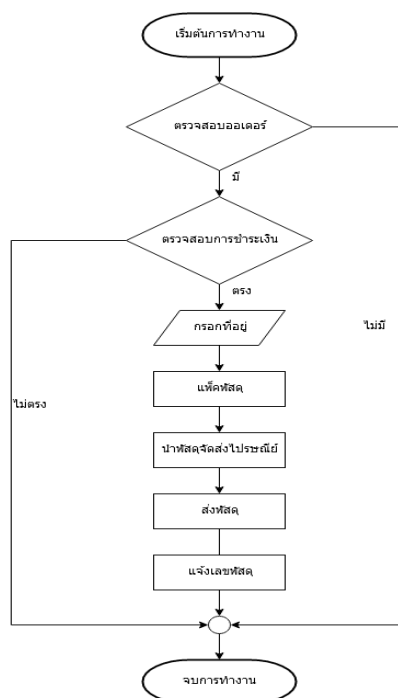 เริ่มต้นการทำงาน
ตรวจสอบออเดอร์
มี
ตรวจสอบการชำระเงิน
ตรง
กรอกที่อยู่
ไม่มี
แพ็คพัสดุ
ไม่ตรง
นำพัสดุจัดส่งไปรษณีย์
ส่งพัสดุ
แจ้งเลขพัสดุ
จบการทำงาน